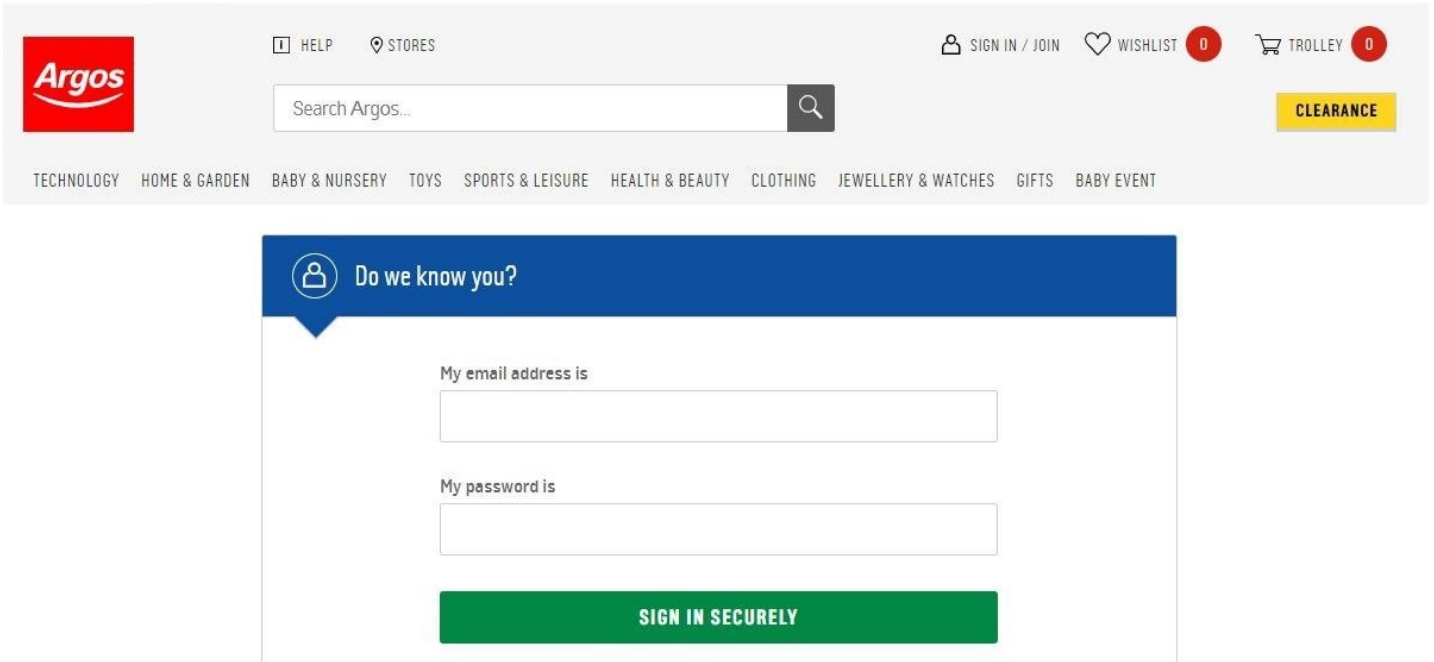 HELP STORES SIGN IN / JOIN WISHLIST 0 TROLLEY 0
Argos
Search Argos...
CLEARANCE
TECHNOLOGY HOME & GARDEN BABY & NURSERY TOYS SPORTS & LEISURE HEALTH & BEAUTY CLOTHING JEWELLERY & WATCHES GIFTS BABY EVENT
Do we know you?
My email address is
My password is
SIGN IN SECURELY